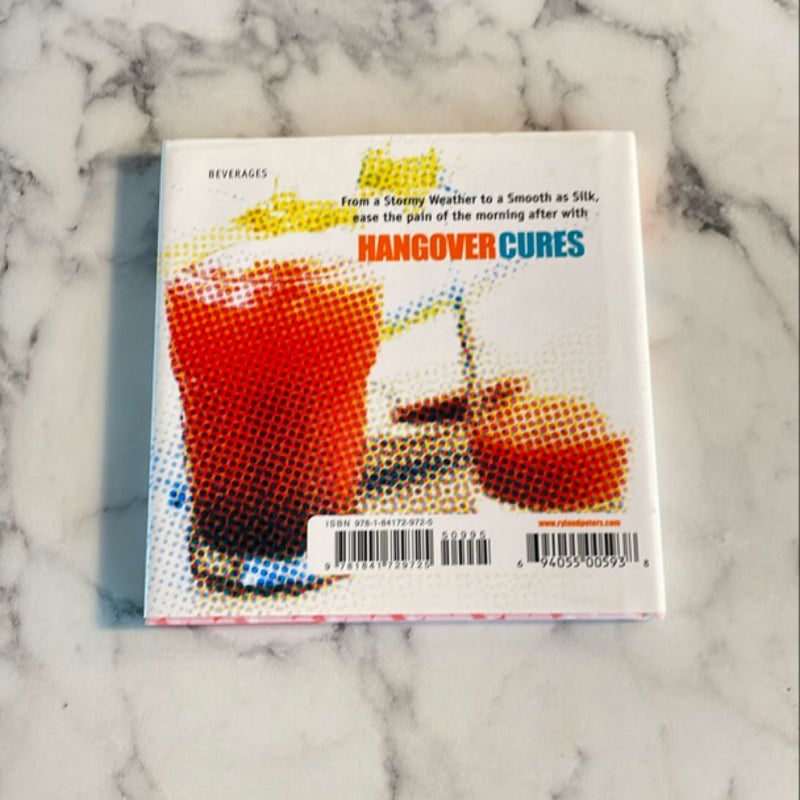 BEVERAGES
From a Stormy Weather to a Smooth as Silk,
ease the pain of the morning after with
HANGOVER CURES
ISBN 978-1-84172-972-5
50995
9 781841 729725
www.rylandpeters.com
6 94055 00593 8